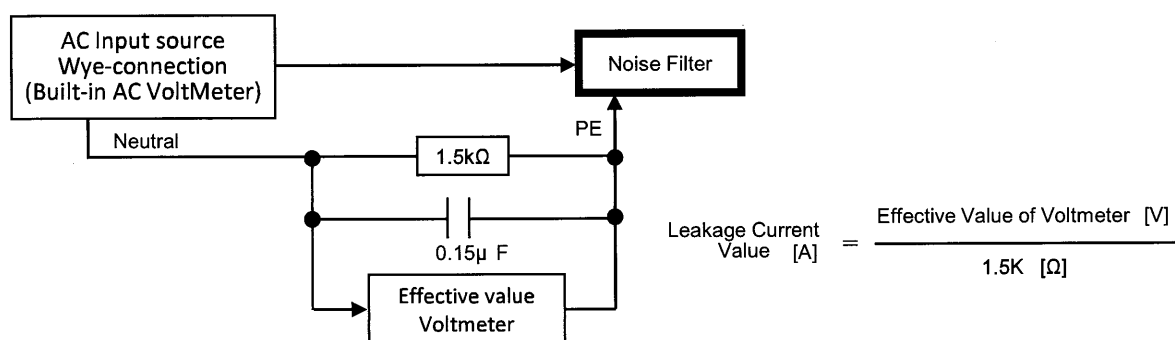 AC Input source
Wye-connection
(Built-in AC VoltMeter)
Noise Filter
Neutral
PE
1.5kΩ
0.15μ F
Effective value
Voltmeter
Leakage Current
Value [A]
=
Effective Value of Voltmeter [V]
1.5K [Ω]